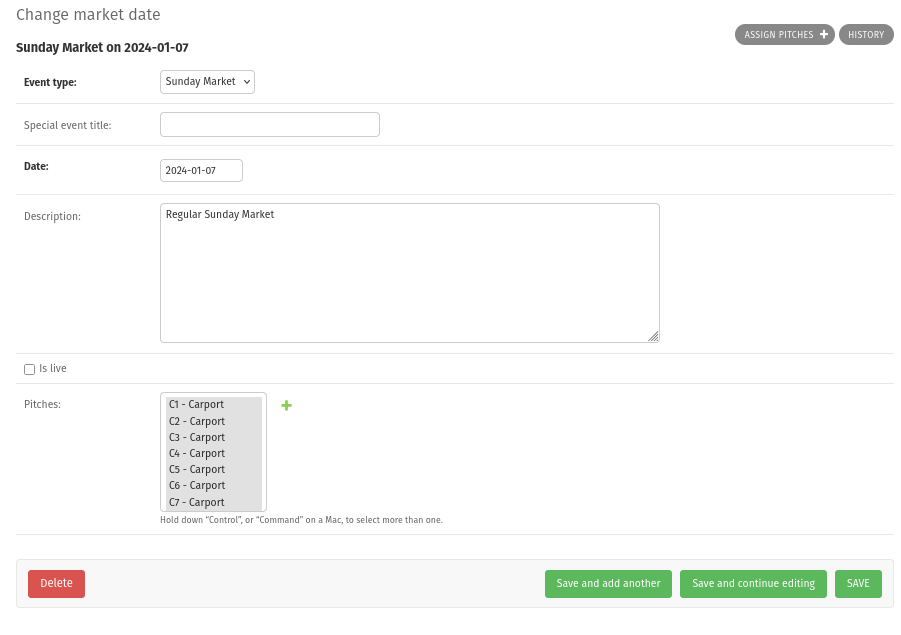 Change market date
ASSIGN PITCHES
HISTORY
Sunday Market on 2024-01-07
Event type:
Sunday Market
Special event title:
Date:
2024-01-07
Description:
Regular Sunday Market
Is live
Pitches:
C1 - Carport
C2 - Carport
C3 - Carport
C4 - Carport
C5 - Carport
C6 - Carport
C7 - Carport
Hold down “Control”, or “Command” on a Mac, to select more than one.
Delete
Save and add another
Save and continue editing
SAVE